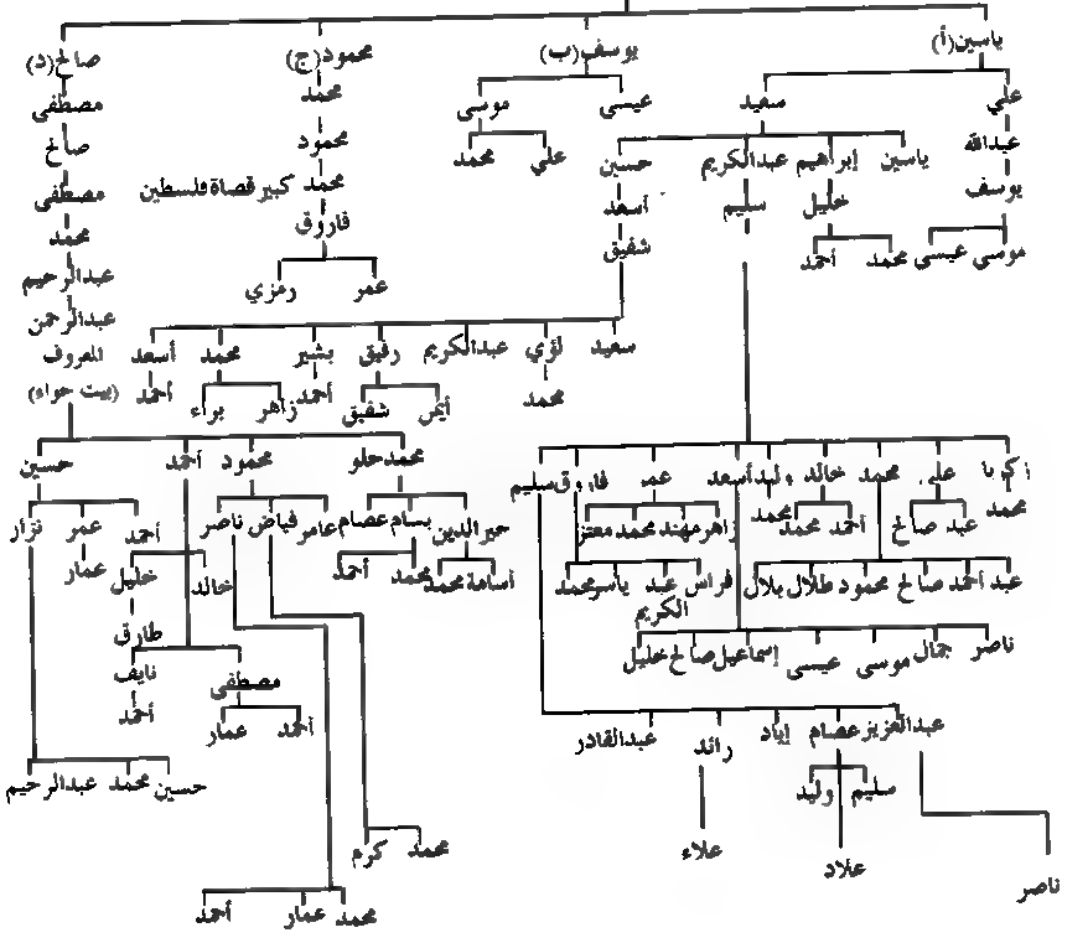 ياسين(أ) يوسف(ب) محمود(ج) صالح(د)
علي سعيد عيسى موسى محمد مصطفى
عبدالله ياسين إبراهيم عبدالكريم حسين علي محمد محمود صالح
يوسف خليل سليم أسعد محمد كبير قضاة فلسطين مصطفى
موسى عيسى محمد أحمد شفيق فاروق محمد
عمر رمزي عبدالرحيم
عبدالرحمن
سعيد لؤي عبدالكريم رفيق بشير محمد أسعد المعروف
محمد أيمن شفيق أحمد زاهر براء أحمد (بيت حواء)
زكريا علي محمد خالد وليد أسعد عمر فاروق سليم محمدحلو محمود أحمد حسين
محمد عبد صالح أحمد محمد محمد زاهر مهند محمد معتز خيرالدين بسام عصام عامر فياض ناصر أحمد عمر نزار
عبد أحمد صالح محمود طلال بلال فراس عبد الكريم ياسر محمد أسامة محمد محمد أحمد خالد خليل عمار
ناصر جمال موسى عيسى إسماعيل صالح خليل طارق
مصطفى نايف
عبدالعزيز عصام إياد رائد عبدالقادر أحمد عمار أحمد
سليم وليد حسين محمد عبدالرحيم
علاد علاء محمد كرم
ناصر محمد عمار أحمد